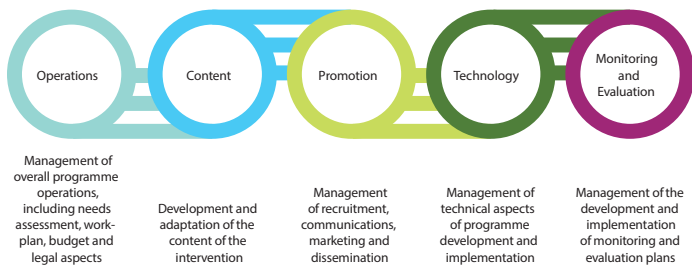 Operations
Content
Promotion
Technology
Monitoring
and
Evaluation
Management of
overall programme
operations,
including needs
assessment, work-
plan, budget and
legal aspects
Development and
adaptation of the
content of the
intervention
Management
of recruitment,
communications,
marketing and
dissemination
Management of
technical aspects
of programme
development and
implementation
Management of the
development and
implementation
of monitoring and
evaluation plans